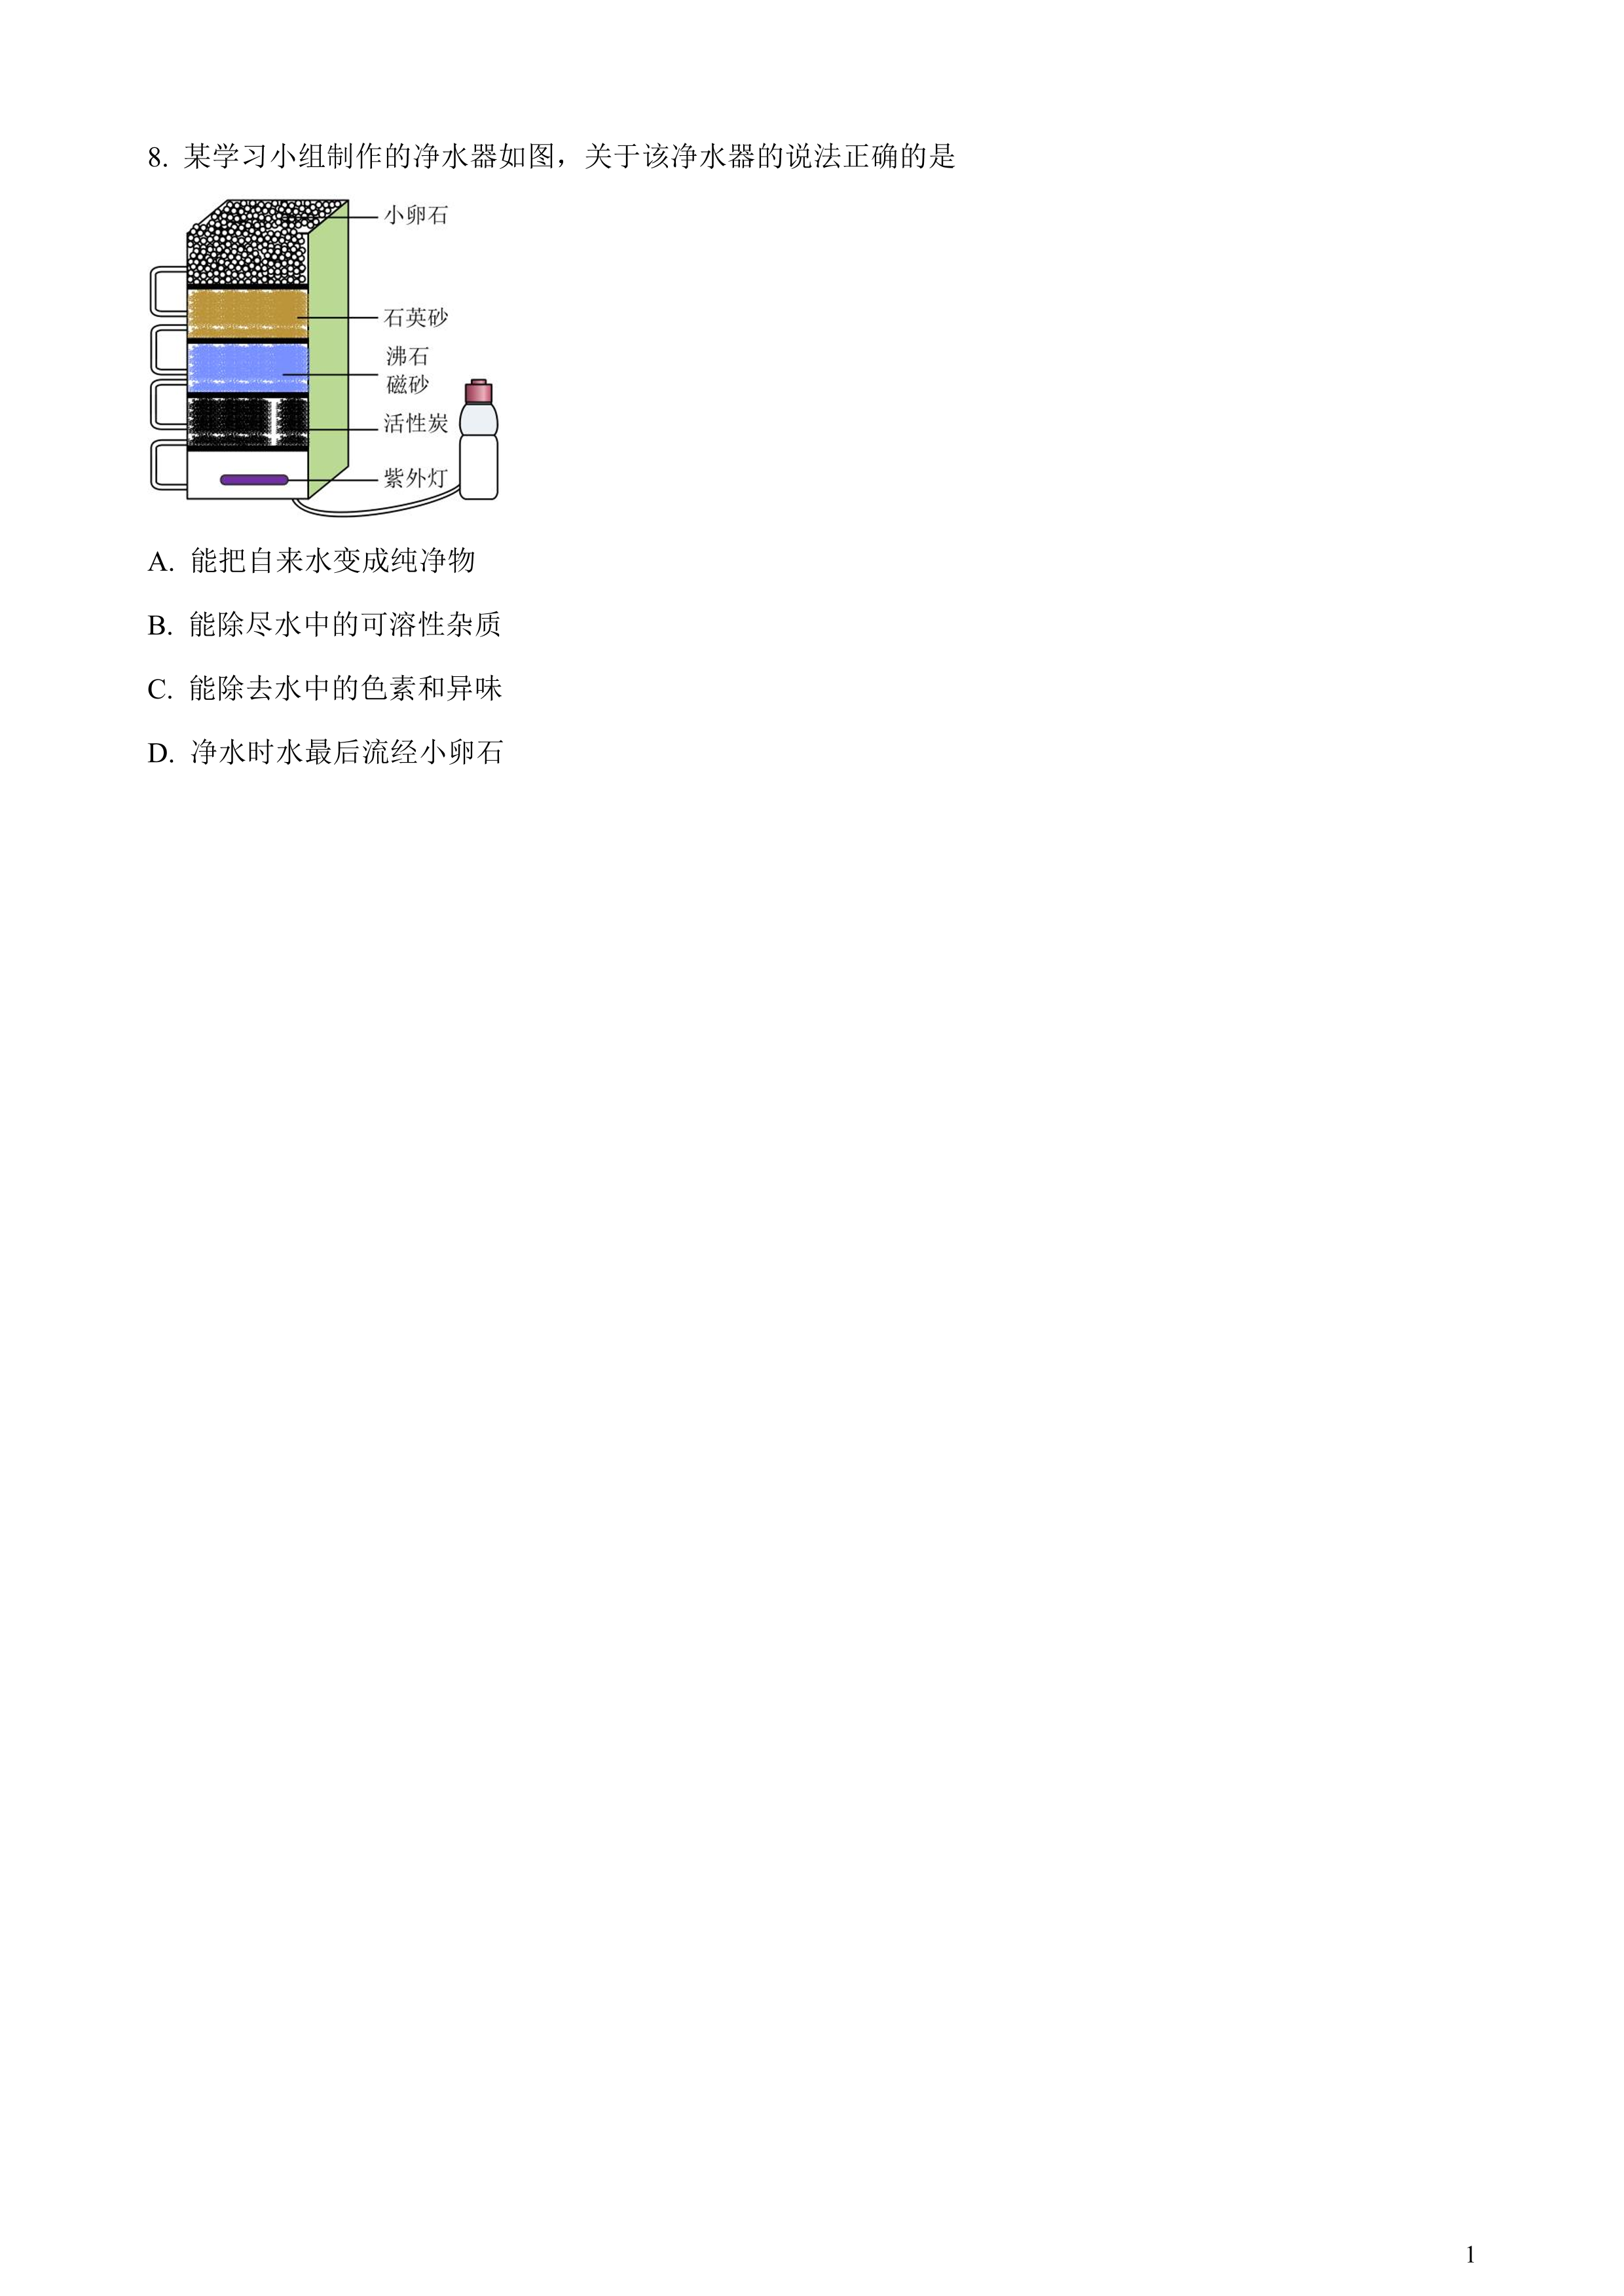 8. 某学习小组制作的净水器如图，关于该净水器的说法正确的是
小卵石
石英砂
沸石
磁砂
活性炭
紫外灯
A. 能把自来水变成纯净物
B. 能除尽水中的可溶性杂质
C. 能除去水中的色素和异味
D. 净水时水最后流经小卵石
1